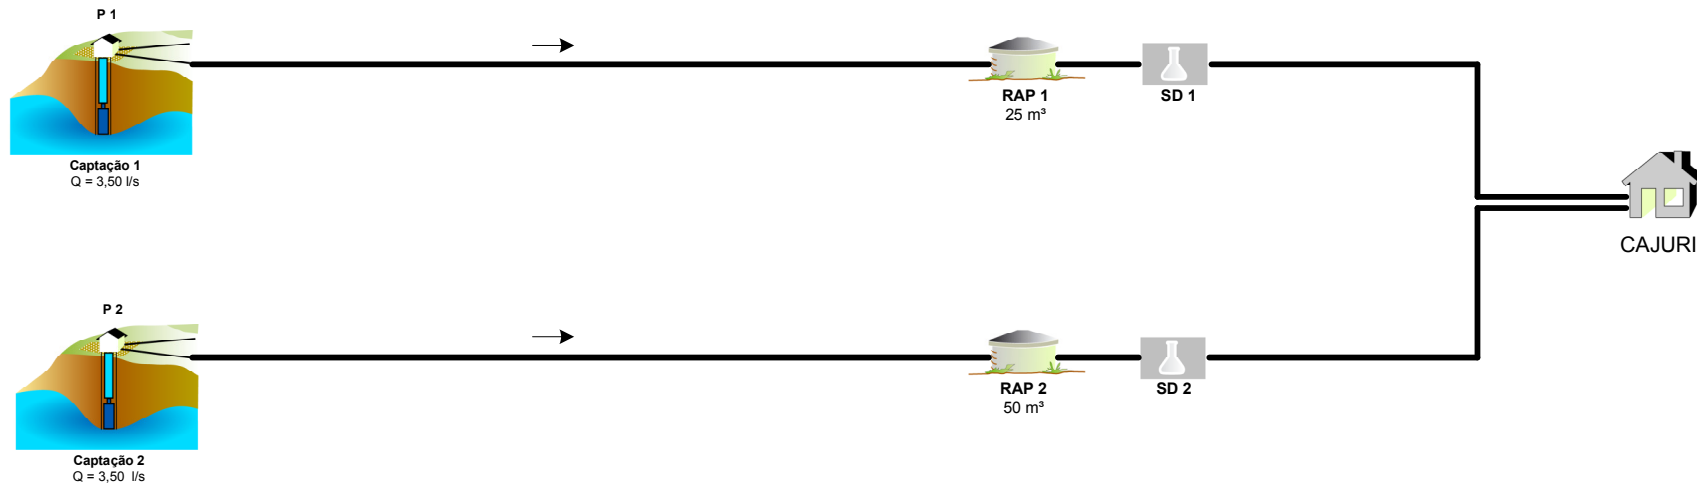 P 1
Captação 1
Q = 3,50 l/s
RAP 1
25 m³
SD 1
CAJURI
P 2
Captação 2
Q = 3,50  l/s
RAP 2
50 m³
SD 2